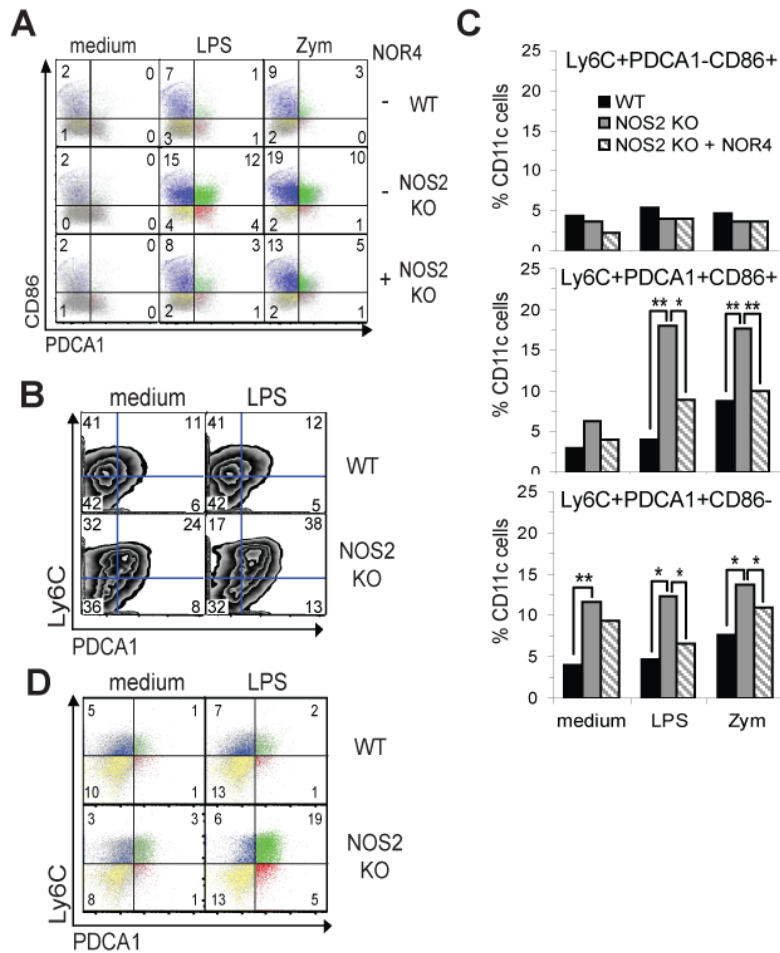 A
medium LPS Zym NOR4
2 0 7 1 9 3
- WT
1 0 3 1 2 0
2 0 15 12 19 10
- NOS2
KO
0 0 4 4 2 1
2 0 8 3 13 5
+ NOS2
KO
1 0 2 1 2 1
CD86
PDCA1
B
medium LPS
41 11 41 12
WT
42 6 42 5
32 24 17 38
NOS2
KO
36 8 32 13
Ly6C
PDCA1
D
medium LPS
5 1 7 2
WT
10 1 13 1
3 3 6 19
NOS2
KO
8 1 13 5
Ly6C
PDCA1
C
Ly6C+PDCA1-CD86+
WT
NOS2 KO
NOS2 KO + NOR4
25
20
15
10
5
0
% CD11c cells
Ly6C+PDCA1+CD86+
** *
** **
25
20
15
10
5
0
% CD11c cells
Ly6C+PDCA1+CD86-
**
* *
* *
25
20
15
10
5
0
% CD11c cells
medium LPS Zym